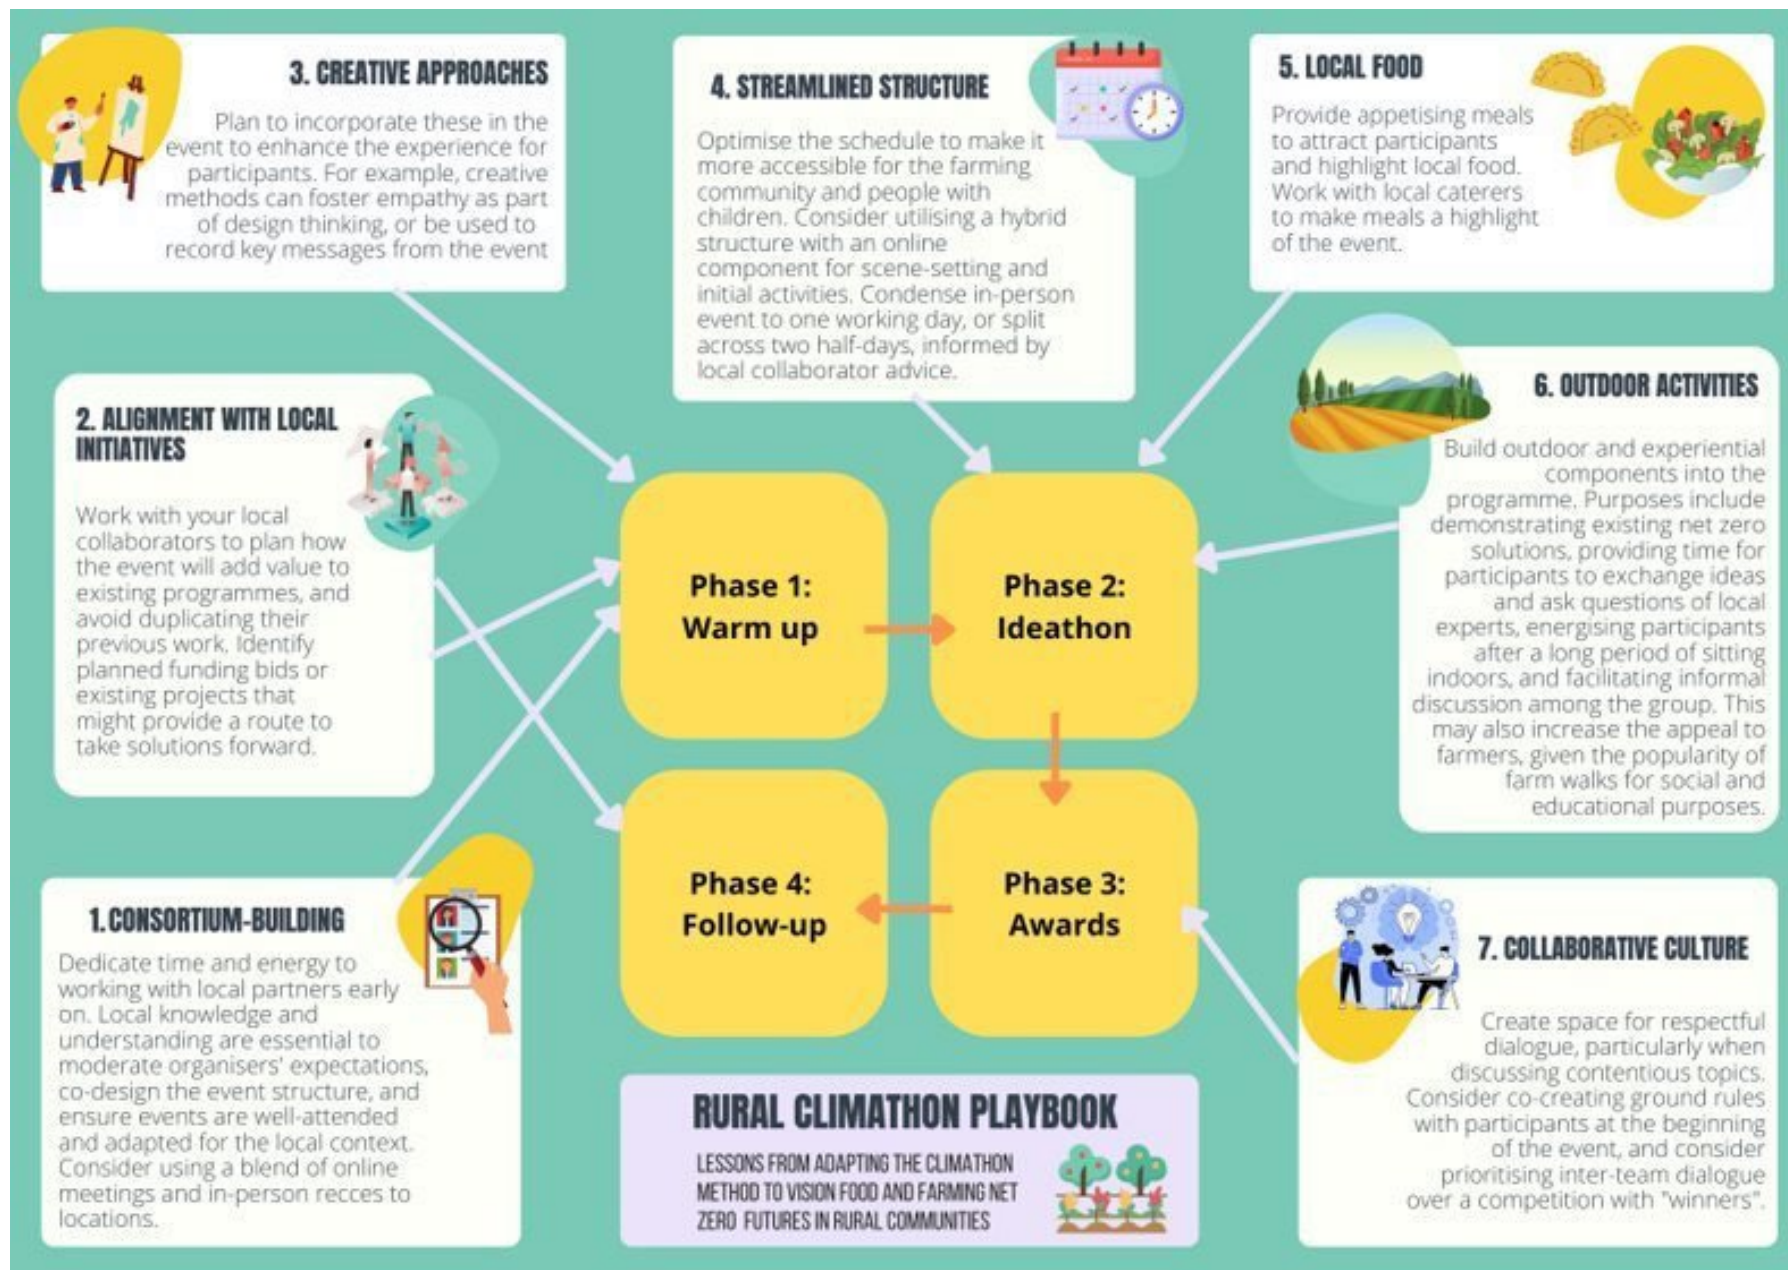 3. CREATIVE APPROACHES
Plan to incorporate these in the
event to enhance the experience for
participants. For example, creative
methods can foster empathy as part
of design thinking, or be used to
record key messages from the event
4. STREAMLINED STRUCTURE
Optimise the schedule to make it
more accessible for the farming
community and people with
children. Consider utilising a hybrid
structure with an online
component for scene-setting and
initial activities. Condense in-person
event to one working day, or split
across two half-days, informed by
local collaborator advice.
5. LOCAL FOOD
Provide appetising meals
to attract participants
and highlight local food.
Work with local caterers
to make meals a highlight
of the event.
2. ALIGNMENT WITH LOCAL
INITIATIVES
Work with your local
collaborators to plan how
the event will add value to
existing programmes, and
avoid duplicating their
previous work. Identify
planned funding bids or
existing projects that
might provide a route to
take solutions forward.
6. OUTDOOR ACTIVITIES
Build outdoor and experiential
components into the
programme. Purposes include
demonstrating existing net zero
solutions, providing time for
participants to exchange ideas
and ask questions of local
experts, energising participants
after a long period of sitting
indoors, and facilitating informal
discussion among the group. This
may also increase the appeal to
farmers, given the popularity of
farm walks for social and
educational purposes.
Phase 1:
Warm up
Phase 2:
Ideathon
Phase 4:
Follow-up
Phase 3:
Awards
1.CONSORTIUM-BUILDING
Dedicate time and energy to
working with local partners early
on. Local knowledge and
understanding are essential to
moderate organisers' expectations,
co-design the event structure, and
ensure events are well-attended
and adapted for the local context.
Consider using a blend of online
meetings and in-person recces to
locations.
RURAL CLIMATHON PLAYBOOK
LESSONS FROM ADAPTING THE CLIMATHON
METHOD TO VISION FOOD AND FARMING NET
ZERO FUTURES IN RURAL COMMUNITIES
7. COLLABORATIVE CULTURE
Create space for respectful
dialogue, particularly when
discussing contentious topics.
Consider co-creating ground rules
with participants at the beginning
of the event, and consider
prioritising inter-team dialogue
over a competition with "winners".